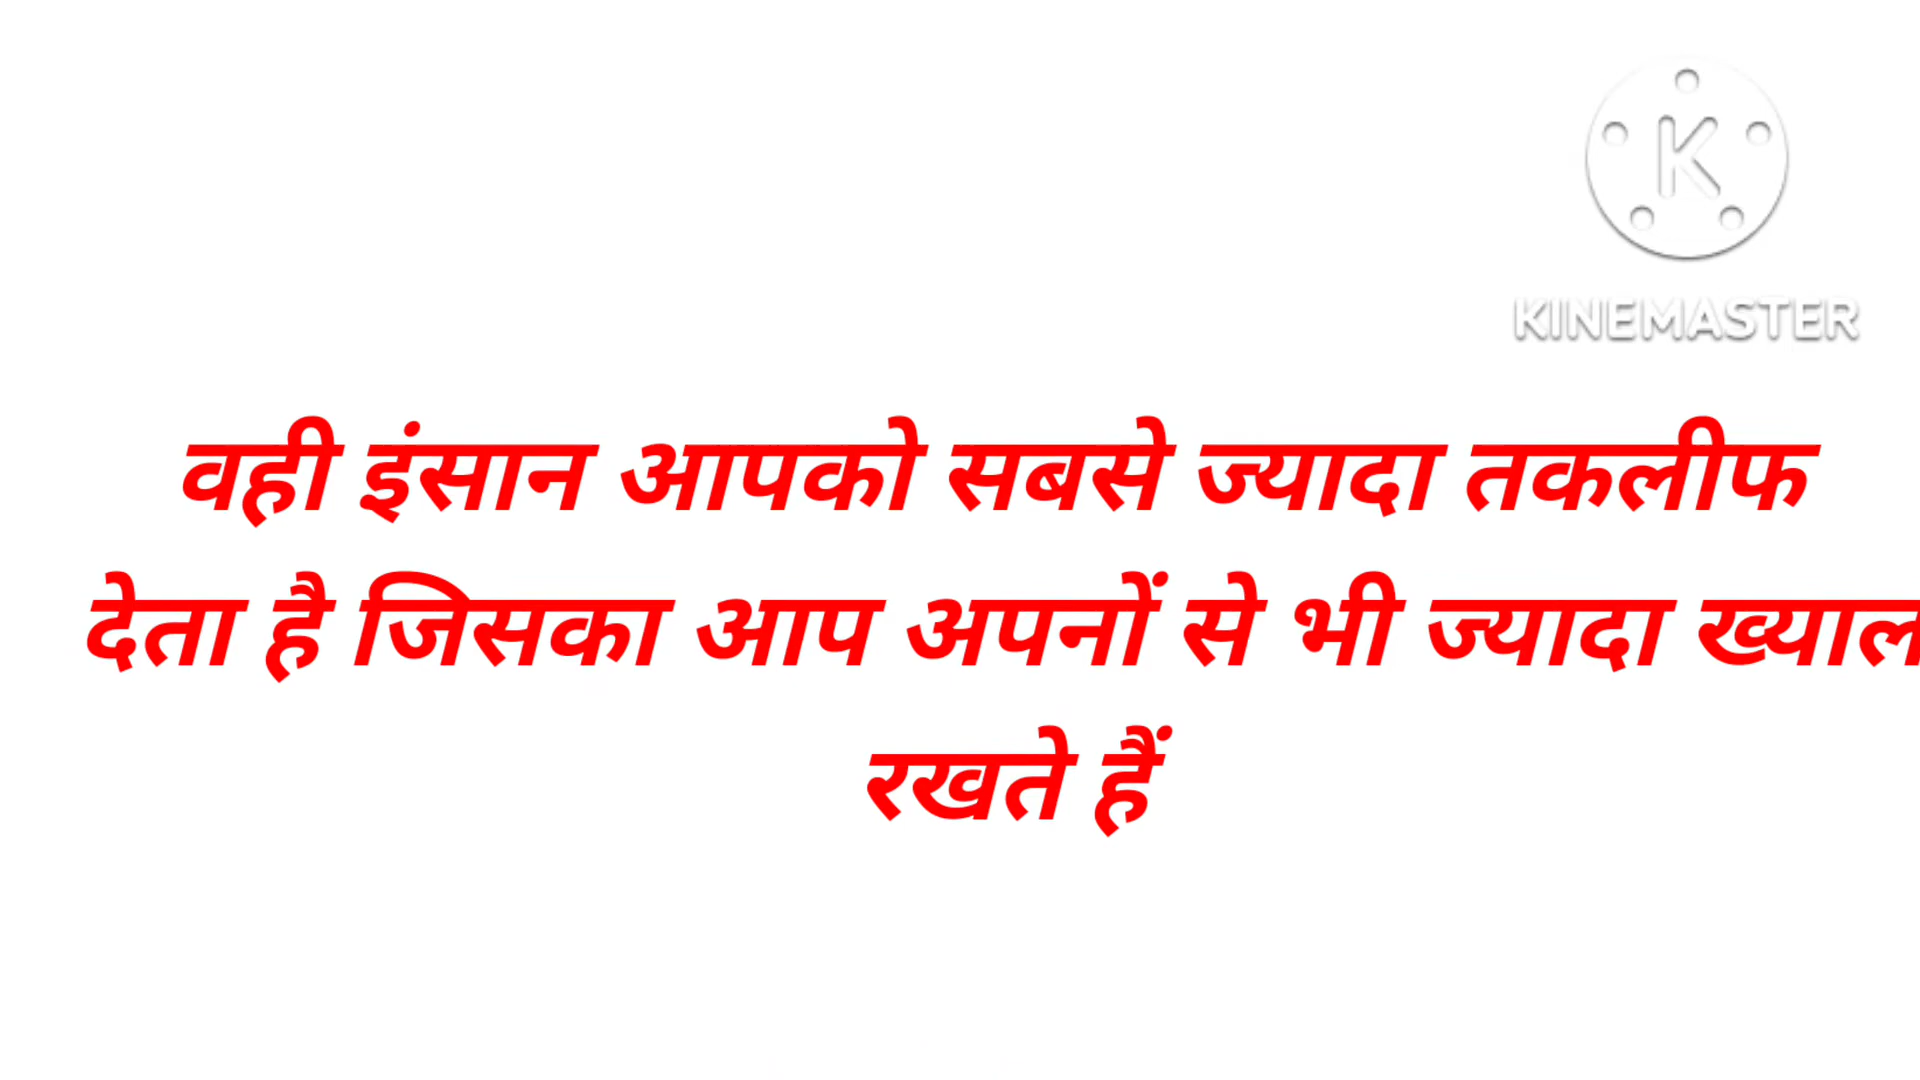 KINEMASTER
वही इंसान आपको सबसे ज्यादा तकलीफ
देता है जिसका आप अपनों से भी ज्यादा ख्याल
रखते हैं